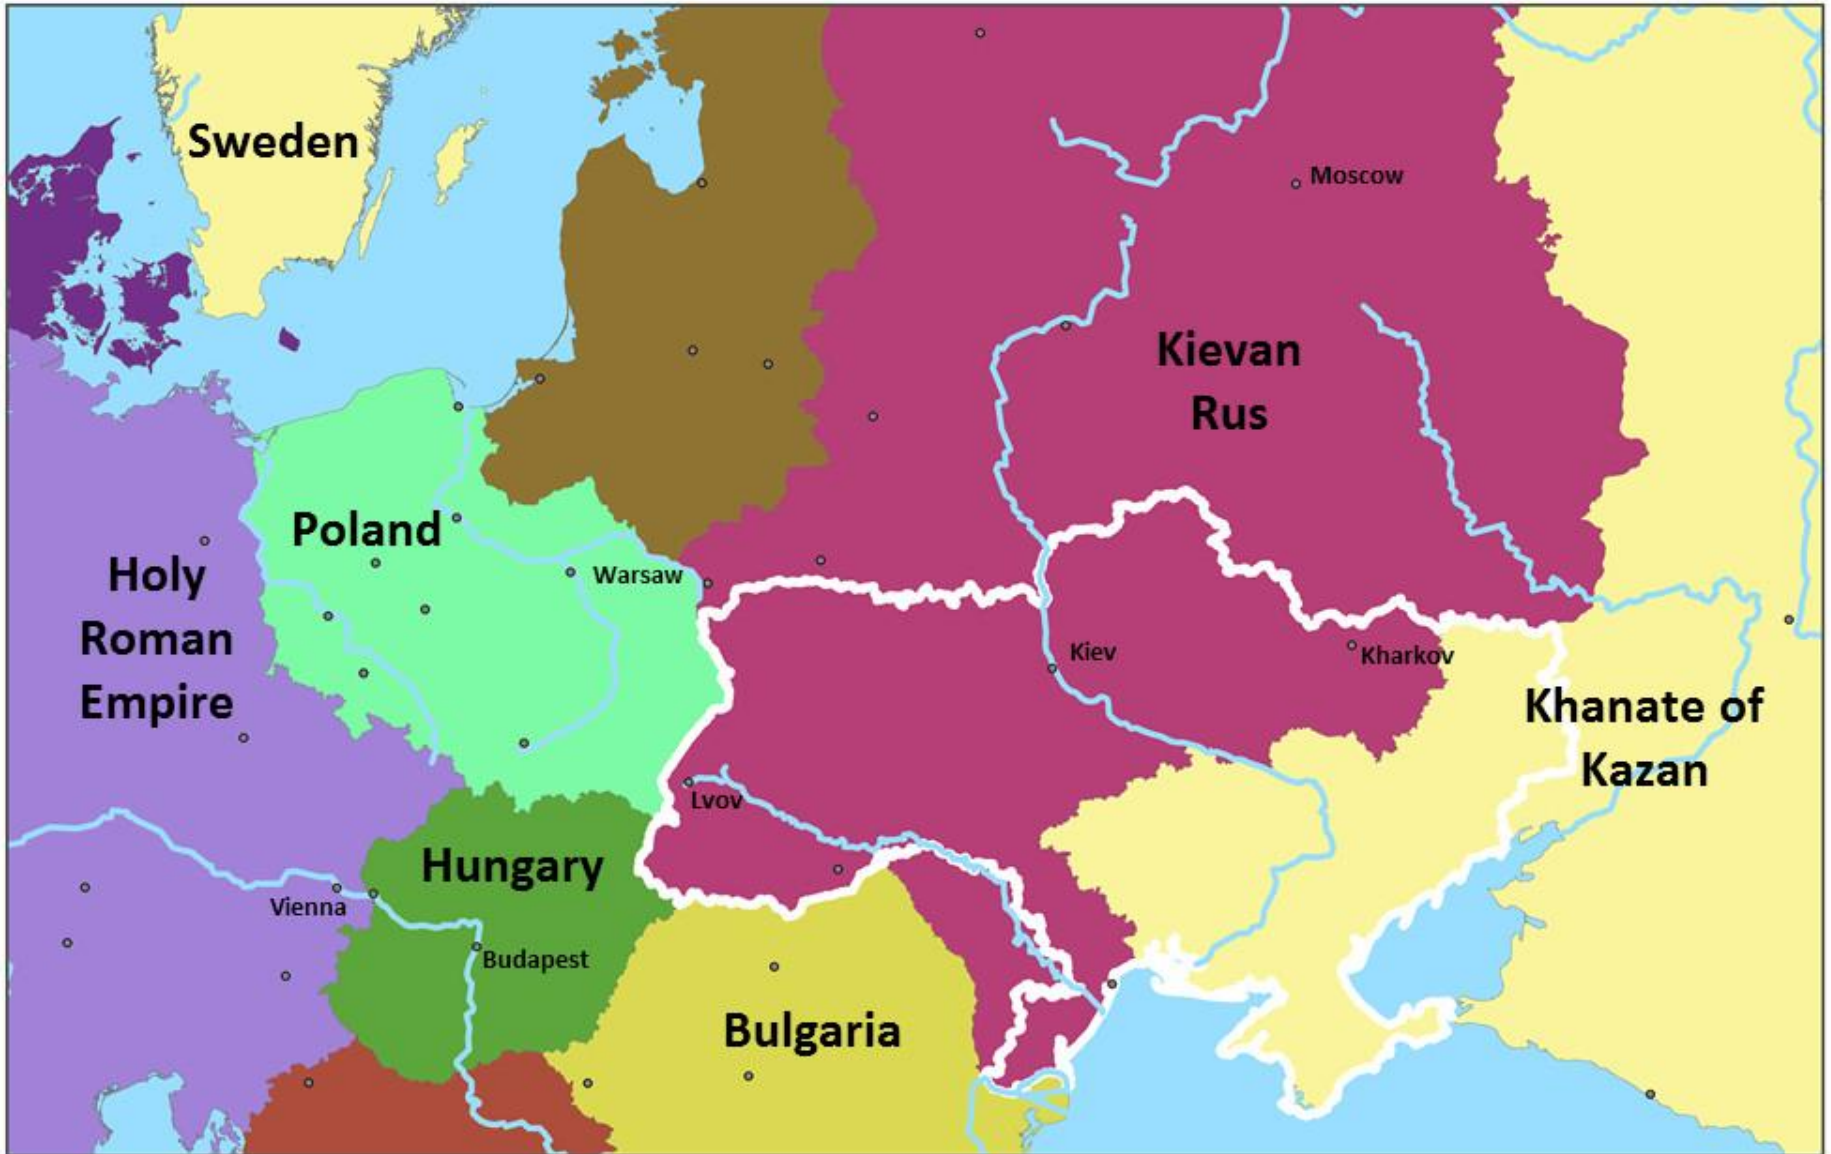 Sweden
Moscow
Kievan
Rus
Poland
Holy
Roman
Empire
Warsaw
Kiev
Kharkov
Khanate of
Kazan
Lvov
Hungary
Vienna
Budapest
Bulgaria